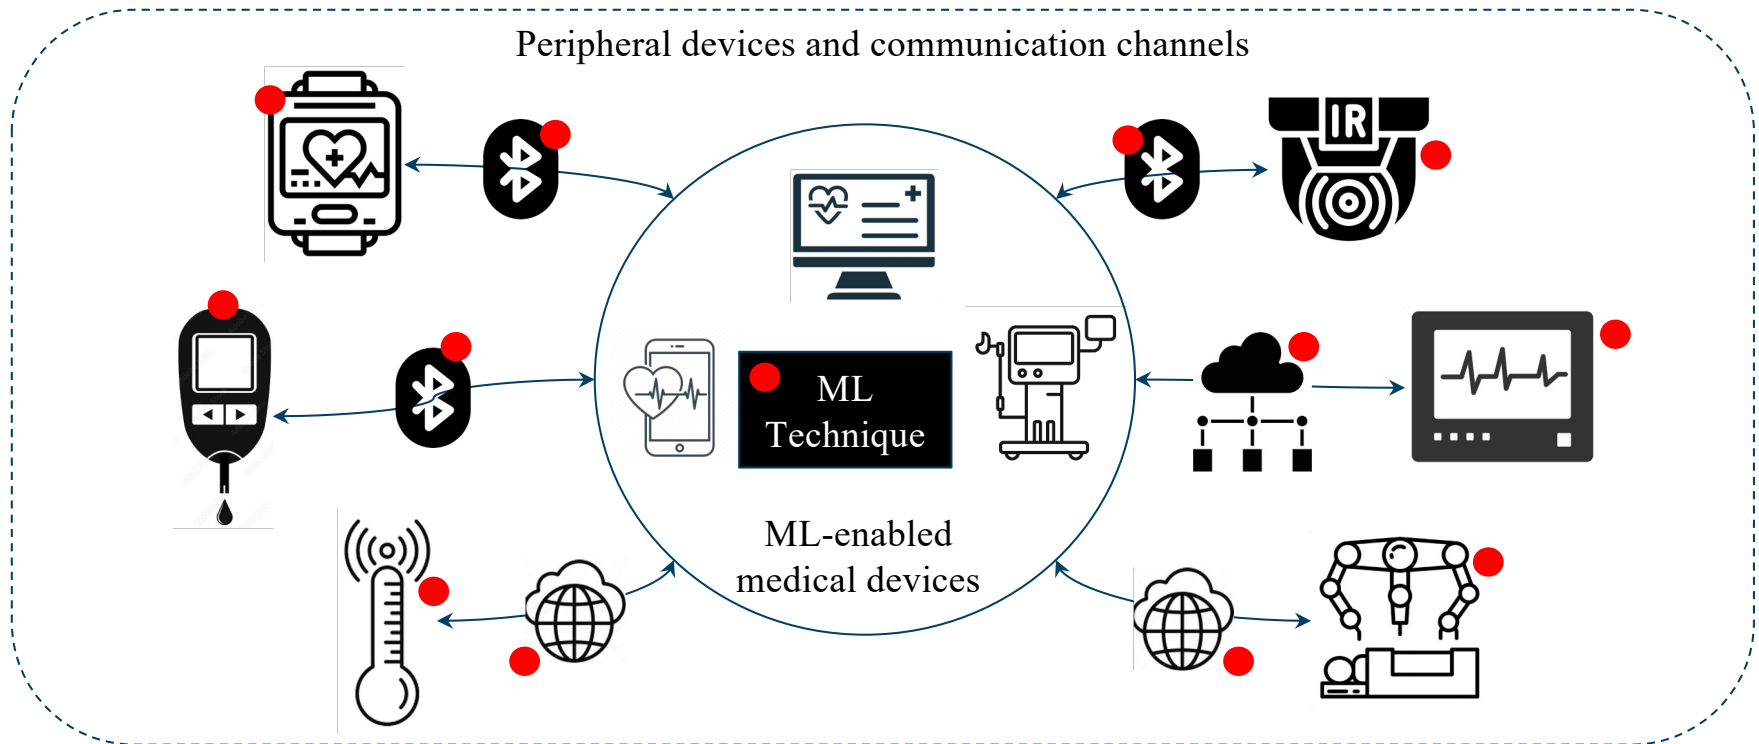 Peripheral devices and communication channels
IR
ML
Technique
ML-enabled
medical devices